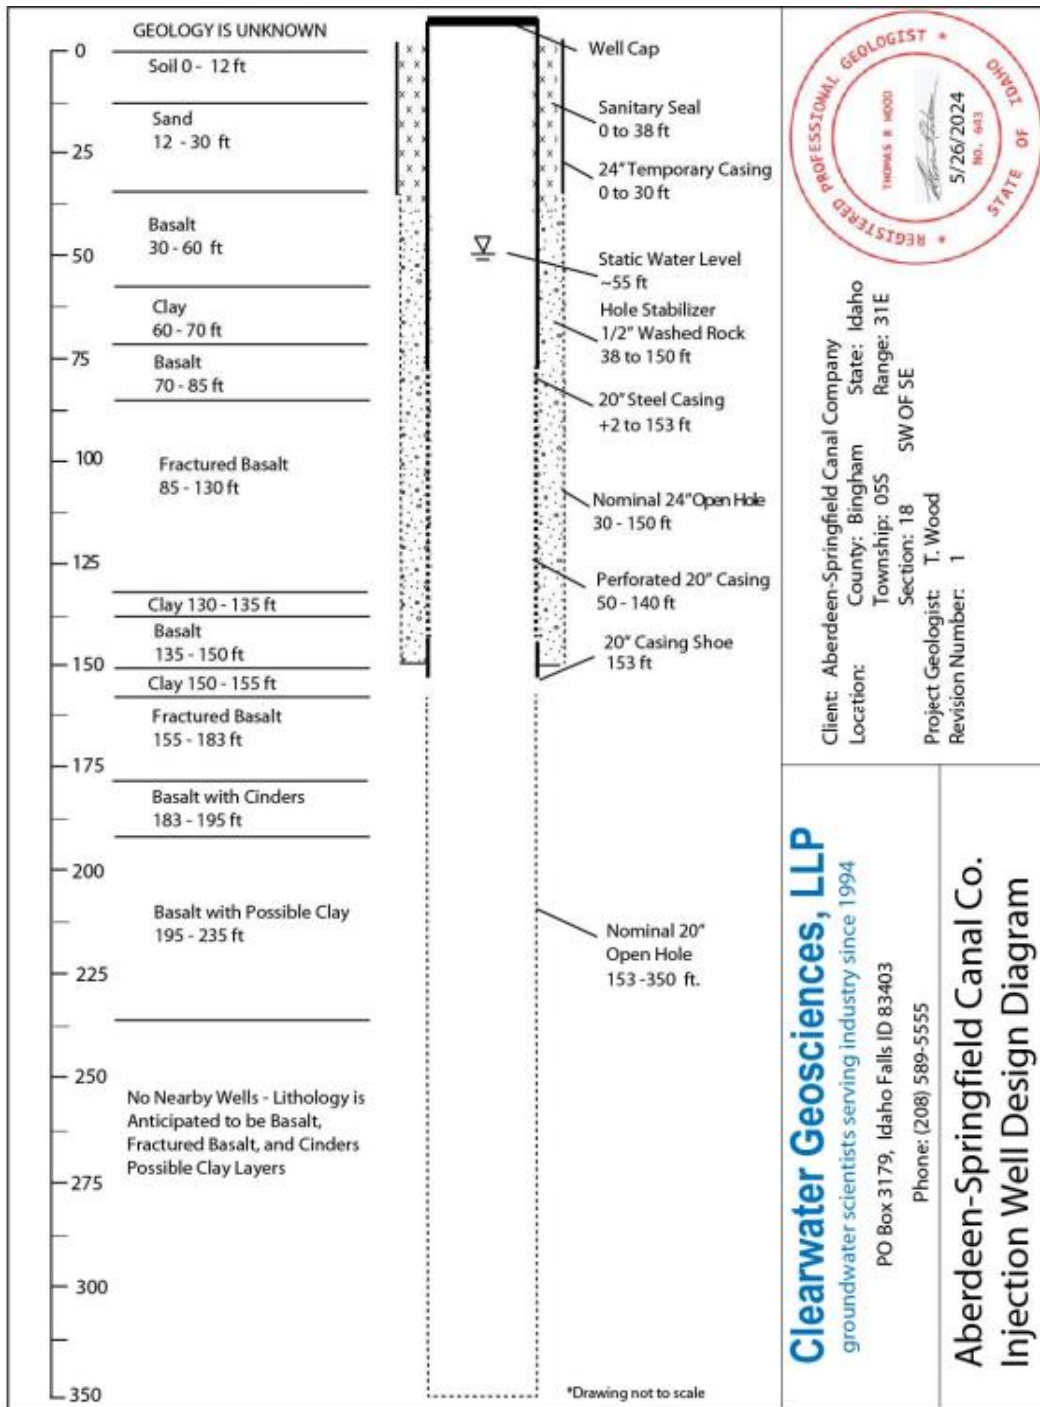 GEOLOGY IS UNKNOWN
0
25
50
75
100
125
150
175
200
225
250
275
300
350
Soil 0 - 12 ft
Sand
12 - 30 ft
Basalt
30 - 60 ft
Clay
60 - 70 ft
Basalt
70 - 85 ft
Fractured Basalt
85 - 130 ft
Clay 130 - 135 ft
Basalt
135 - 150 ft
Clay 150 - 155 ft
Fractured Basalt
155 - 183 ft
Basalt with Cinders
183 - 195 ft
Basalt with Possible Clay
195 - 235 ft
No Nearby Wells - Lithology is
Anticipated to be Basalt,
Fractured Basalt, and Cinders
Possible Clay Layers
Well Cap
Sanitary Seal
0 to 38 ft
24" Temporary Casing
0 to 30 ft
Static Water Level
~55 ft
Hole Stabilizer
1/2" Washed Rock
38 to 150 ft
20" Steel Casing
+2 to 153 ft
Nominal 24" Open Hole
30 - 150 ft
Perforated 20" Casing
50 - 140 ft
20" Casing Shoe
153 ft
Nominal 20"
Open Hole
153 -350 ft.
*Drawing not to scale
* REGISTERED PROFESSIONAL GEOLOGIST *
STATE OF IDAHO
THOMAS R WOOD
5/26/2024
NO. 603
Client: Aberdeen-Springfield Canal Company
Location: County: Bingham State: Idaho
Township: 05S Range: 31E
Section: 18 SW OF SE
Project Geologist: T. Wood
Revision Number: 1
Clearwater Geosciences, LLP
groundwater scientists serving industry since 1994
PO Box 3179, Idaho Falls ID 83403
Phone: (208) 589-5555
Aberdeen-Springfield Canal Co.
Injection Well Design Diagram